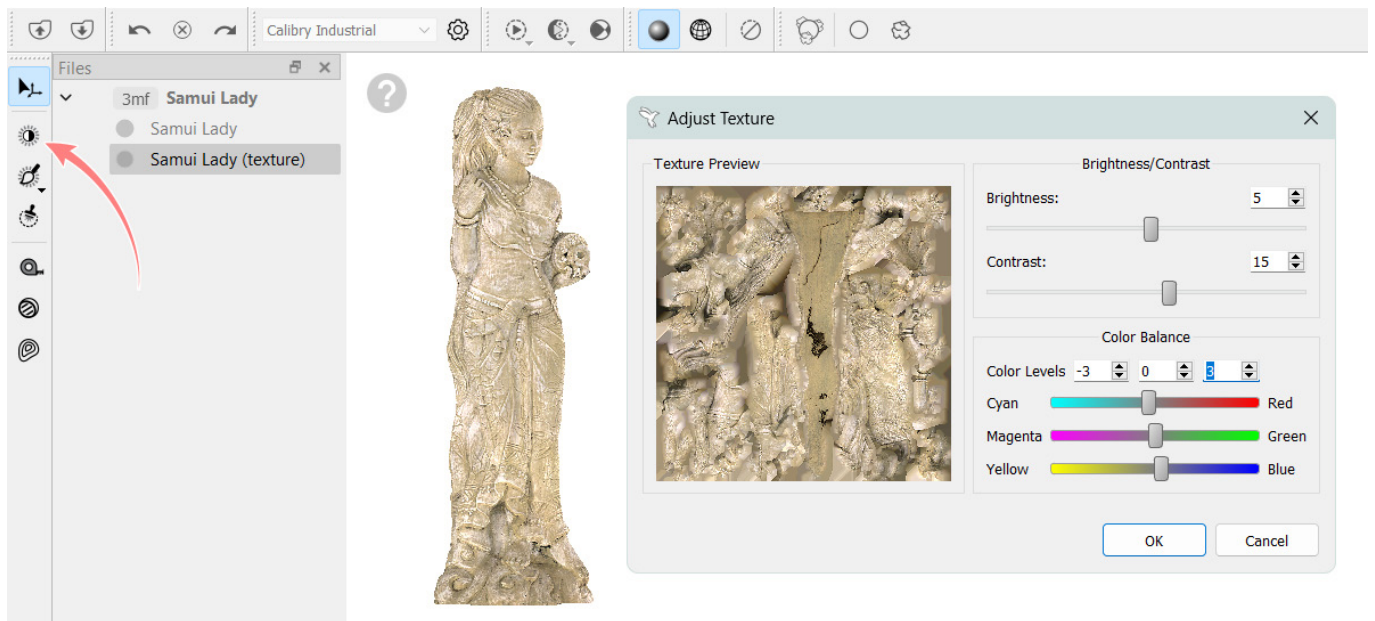 Calibry Industrial
Files
3mf Samui Lady
Samui Lady
Samui Lady (texture)
?
Adjust Texture
Texture Preview
Brightness/Contrast
Brightness: 5
Contrast: 15
Color Balance
Color Levels -3 0 3
Cyan Red
Magenta Green
Yellow Blue
OK Cancel